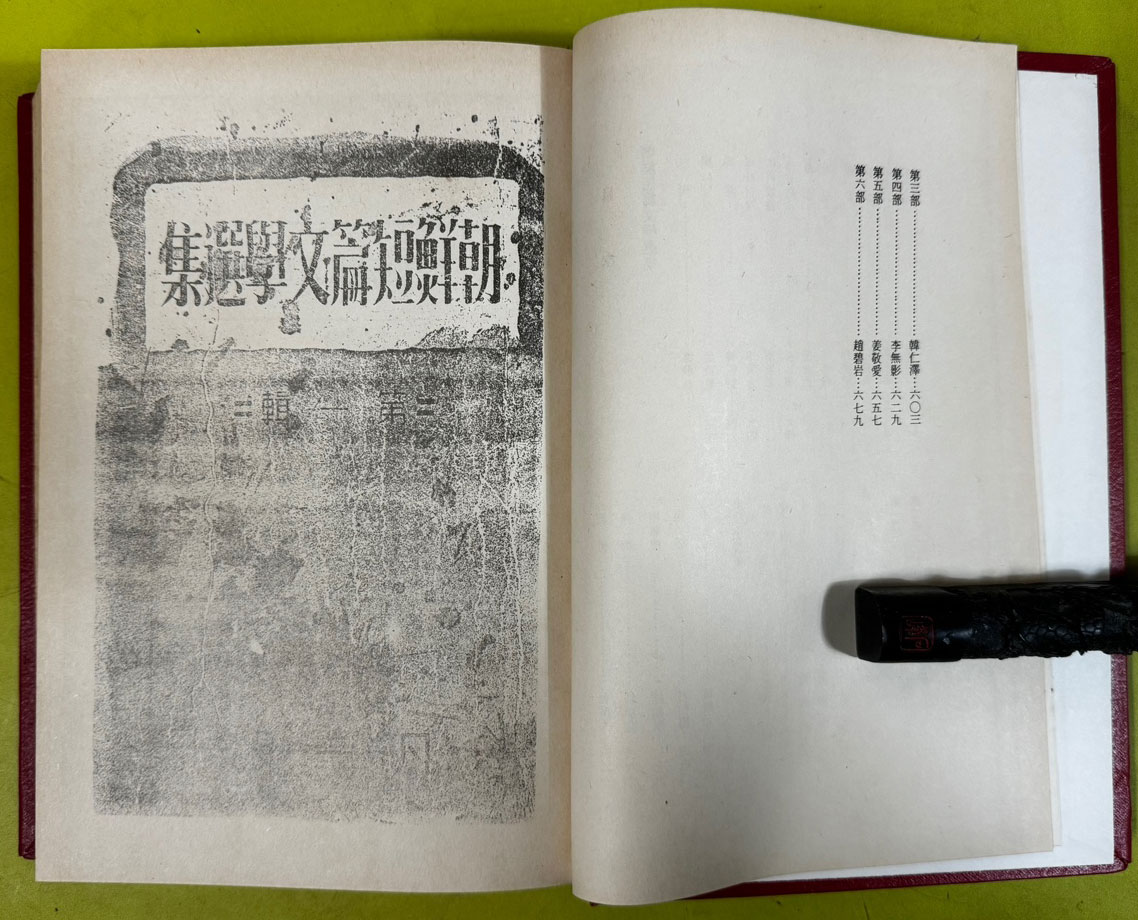 第三部……………………韓仁澤…六〇三
第四部……………………李無影…六二九
第五部……………………姜敬愛…六五七
第六部……………………趙碧岩…六七九
朝鮮短篇文學選集
第一輯